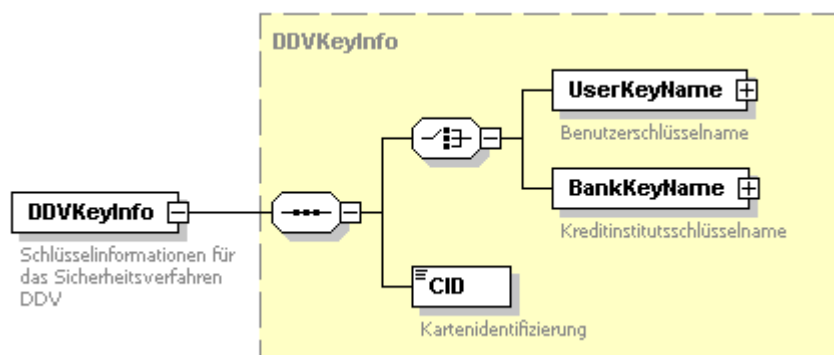 DDVKeyInfo
UserKeyName
Benutzerschlüsselname
BankKeyName
Kreditinstitutsschlüsselname
DDVKeyInfo
Schlüsselinformationen für
das Sicherheitsverfahren
DDV
CID
Kartenidentifizierung